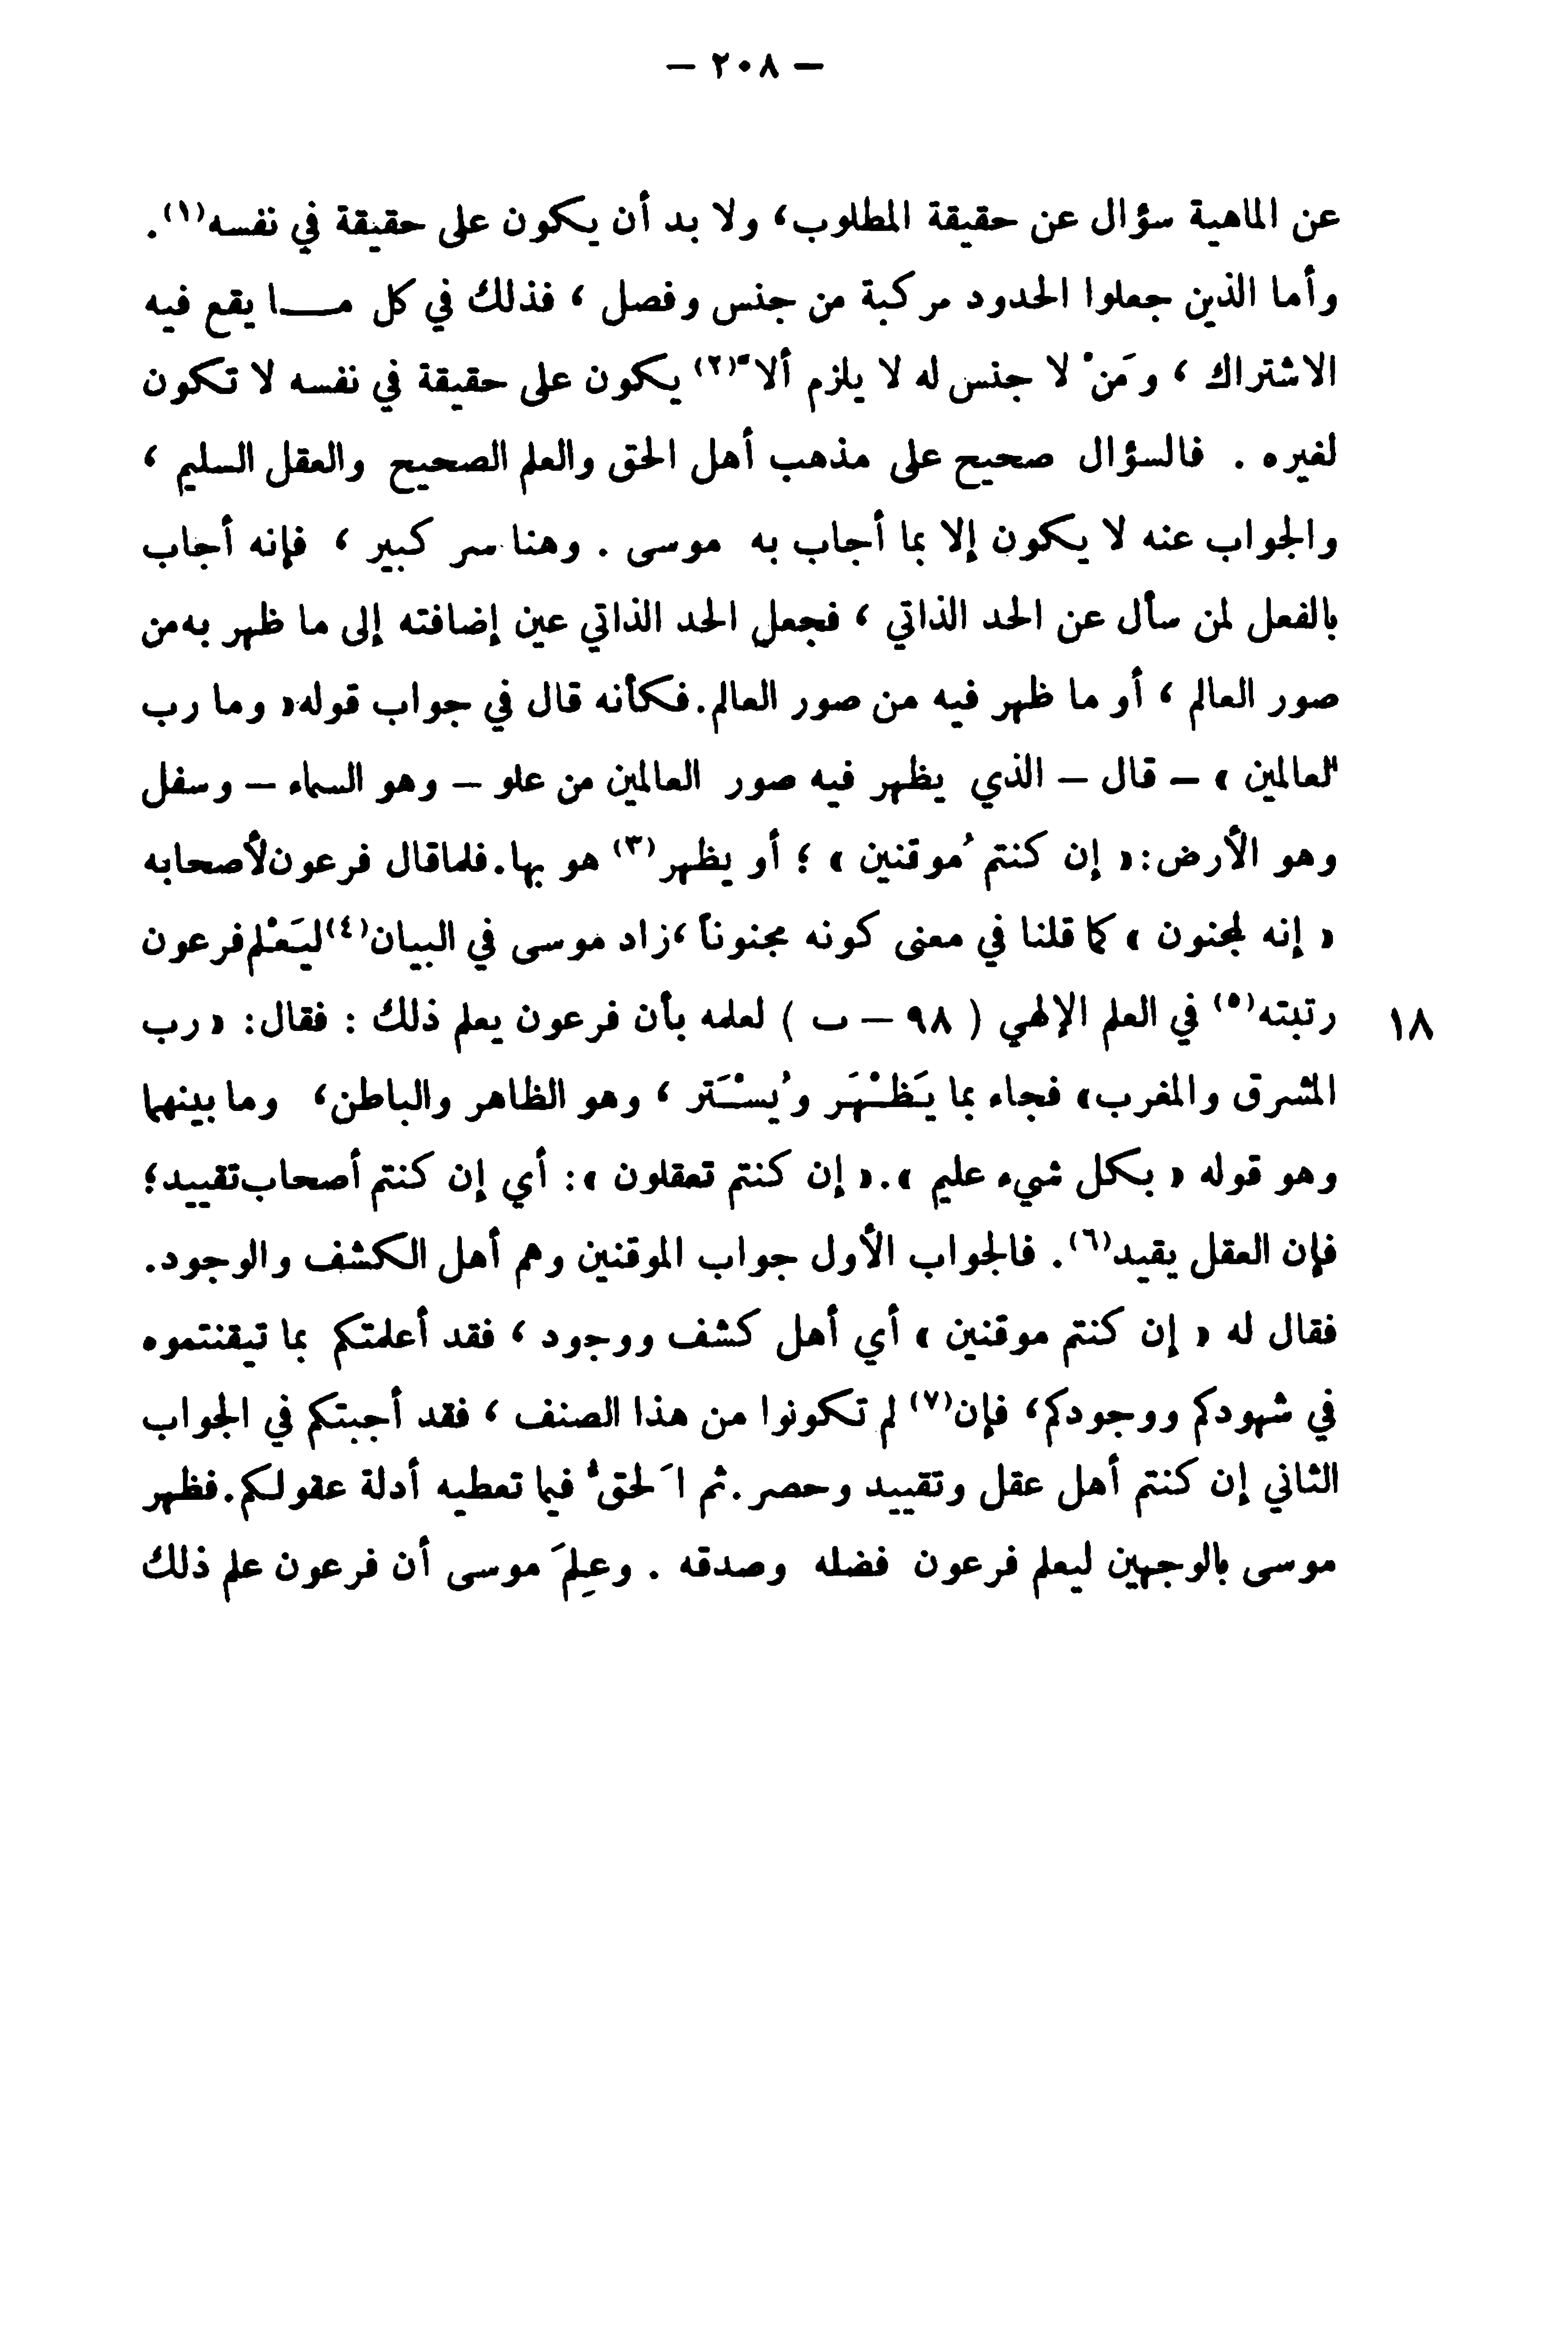 — ٢٠٨ —
عن الماهية سؤال عن حقيقة المطلوب، ولا بد أن يكون على حقيقة في نفسه(١).
وأما الذين جعلوا الحدود مركبة من جنس وفصل ، فذلك في كل مـــا يقع فيه
الاشتراك ، ومَنْ لا جنس له لا يلزم ألاَّ(٢) يكون على حقيقة في نفسه لا تكون
لغيره . فالسؤال صحيح على مذهب أهل الحق والعلم الصحيح والعقل السليم ،
والجواب عنه لا يكون إلا بما أجاب به موسى . وهنا سر كبير ، فإنه أجاب
بالفعل لمن سأل عن الحد الذاتي ، فجعل الحد الذاتي عين إضافته إلى ما ظهر به من
صور العالم ، أو ما ظهر فيه من صور العالم. فكأنه قال في جواب قوله « وما رب
العالمين » – قال – الذي يظهر فيه صور العالمين من علو – وهو السماء – وسفل
وهو الأرض: « إن كنتم مُوقنين » ؛ أو يظهر(٣) هو بها. فلما قال فرعون لأصحابه
« إنه لمجنون » كما قلنا في معنى كونه مجنوناً ، زاد موسى في البيان(٤) ليَعْلم فرعون
١٨ رتبته(٥) في العلم الإلهي ( ٩٨ – ب ) لعلمه بأن فرعون يعلم ذلك : فقال: « رب
المشرق والمغرب» فجاء بما يَظْهَر ويُسْتَر ، وهو الظاهر والباطن، وما بينهما
وهو قوله « بكل شيء عليم ». « إن كنتم تعقلون »: أي إن كنتم أصحاب تقييد؛
فإن العقل يقيد(٦). فالجواب الأول جواب الموقنين وهم أهل الكشف والوجود.
فقال له « إن كنتم موقنين » أي أهل كشف ووجود ، فقد أعلمتكم بما تيقنتموه
في شهودكم ووجودكم، فإن(٧) لم تكونوا من هذا الصنف ، فقد أجبتكم في الجواب
الثاني إن كنتم أهل عقل وتقييد وحصر. ثم الَحق فيما تعطيه أدلة عقولكم. فظهر
موسى بالوجهين ليعلم فرعون فضله وصدقه . وعلِمَ موسى أن فرعون علم ذلك